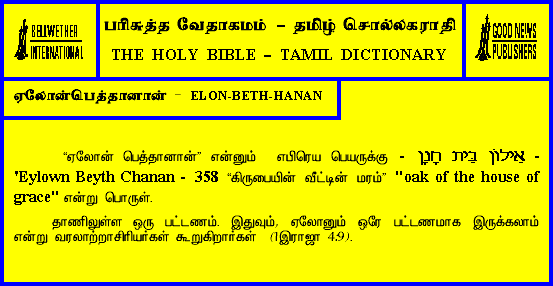 BELLWETHER
INTERNATIONAL
பரிசுத்த வேதாகமம் – தமிழ் சொல்லகராதி
THE HOLY BIBLE – TAMIL DICTIONARY
GOOD NEWS
PUBLISHERS
ஏலோன்பெத்தானான் – ELON-BETH-HANAN
“ஏலோன் பெத்தானான்” என்னும் எபிரெய பெயருக்கு - אֵילוֹן בֵּית חָנָן -
'Eylown Beyth Chanan - 358 “கிருபையின் வீட்டின் மரம்” "oak of the house of
grace" என்று பொருள்.
தாணிலுள்ள ஒரு பட்டணம். இதுவும், ஏலோனும் ஒரே பட்டணமாக இருக்கலாம்
என்று வரலாற்றாசிரியர்கள் கூறுகிறார்கள் (1இராஜா 4:9).